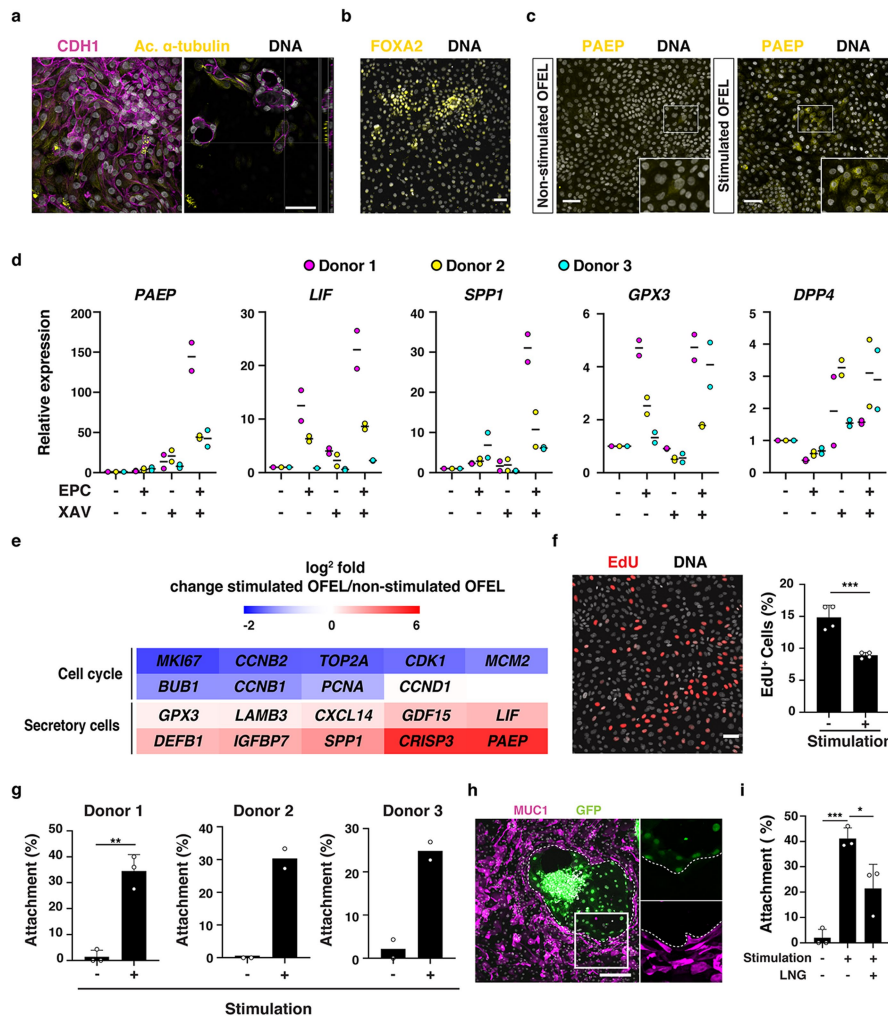 a
CDH1 Ac. α-tubulin DNA
b
FOXA2 DNA
c
PAEP DNA
Non-stimulated OFEL
PAEP DNA
Stimulated OFEL
d
Donor 1 Donor 2 Donor 3
PAEP LIF SPP1 GPX3 DPP4
Relative expression
200
150
100
50
0
30
20
10
0
40
30
20
10
0
6
4
2
0
5
4
3
2
1
0
EPC - + - + - + - + - + - + - + - + - + - +
XAV - - + + - - + + - - + + - - + + - - + +
e
log² fold
change stimulated OFEL/non-stimulated OFEL
-2 6
Cell cycle
MKI67 CCNB2 TOP2A CDK1 MCM2
BUB1 CCNB1 PCNA CCND1
Secretory cells
GPX3 LAMB3 CXCL14 GDF15 LIF
DEFB1 IGFBP7 SPP1 CRISP3 PAEP
f
EdU DNA
EdU⁺ Cells (%)
20
15
10
5
0
***
- +
Stimulation
g
Donor 1
Attachment (%)
50
40
30
20
10
0
**
- +
Donor 2
Attachment (%)
40
30
20
10
0
- +
Donor 3
Attachment (%)
30
20
10
0
- +
Stimulation
h
MUC1 GFP
i
Attachment (%)
50
40
30
20
10
0
*** *
Stimulation - + +
LNG - - +